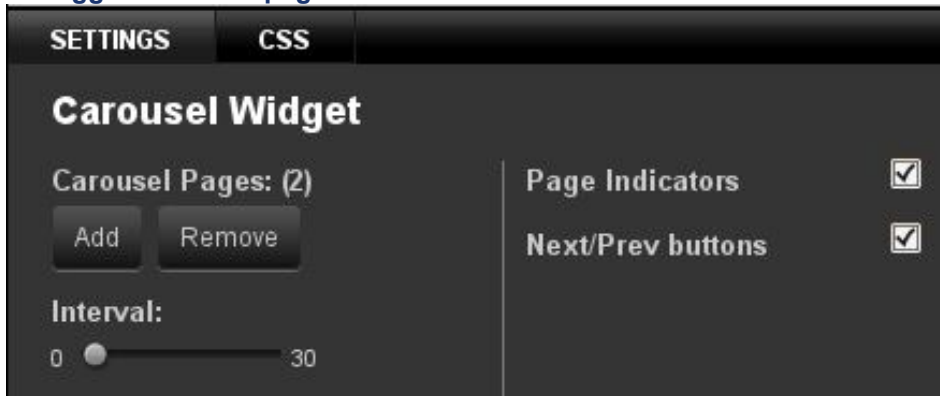 SETTINGS CSS
Carousel Widget
Carousel Pages: (2)
Add Remove
Interval:
0 30
Page Indicators
Next/Prev buttons